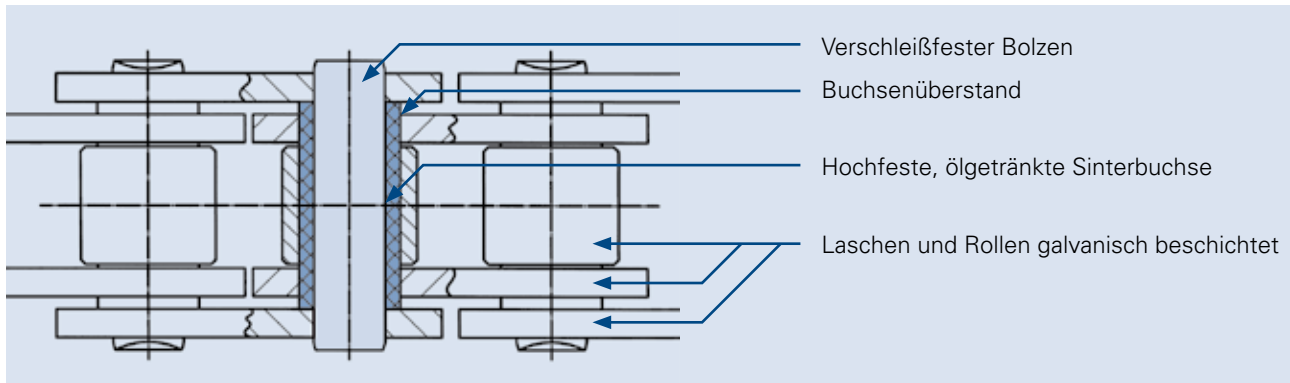 Verschleißfester Bolzen
Buchsenüberstand
Hochfeste, ölgetränkte Sinterbuchse
Laschen und Rollen galvanisch beschichtet